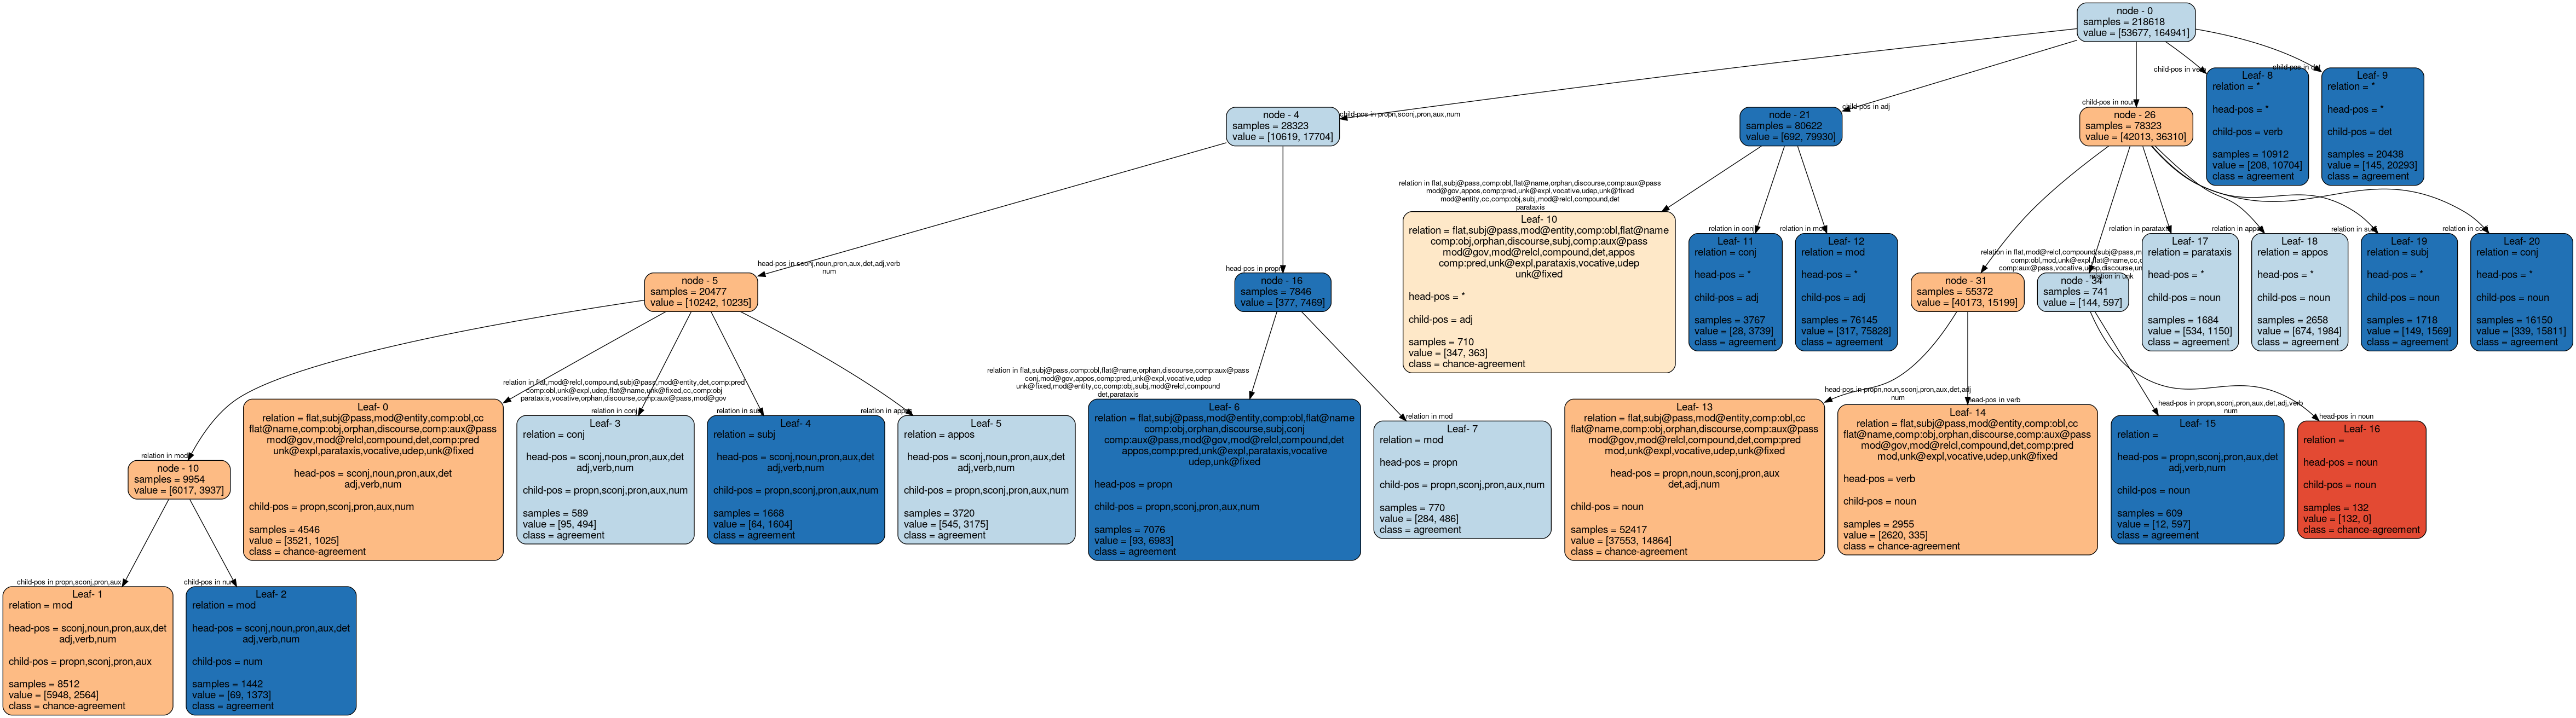 node - 0
samples = 218618
value = [53677, 164941]
child-pos in propn,sconj,pron,aux,num
child-pos in adj
child-pos in noun
child-pos in verb
child-pos in det
node - 4
samples = 28323
value = [10619, 17704]
node - 21
samples = 80622
value = [692, 79930]
node - 26
samples = 78323
value = [42013, 36310]
Leaf- 8
relation = *
head-pos = *
child-pos = verb
samples = 10912
value = [208, 10704]
class = agreement
Leaf- 9
relation = *
head-pos = *
child-pos = det
samples = 20438
value = [145, 20293]
class = agreement
head-pos in sconj,noun,pron,aux,det,adj,verb
num
head-pos in propn
relation in flat,subj@pass,comp:obl,flat@name,orphan,discourse,comp:aux@pass
mod@gov,appos,comp:pred,unk@expl,vocative,udep,unk@fixed
mod@entity,cc,comp:obj,subj,mod@relcl,compound,det
parataxis
relation in conj
relation in mod
relation in flat,mod@relcl,compound,subj@pass
comp:obl,mod,unk@expl,flat@name,cc
comp:aux@pass,vocative,udep,discourse
relation in parataxis
relation in appos
relation in subj
relation in conj
node - 5
samples = 20477
value = [10242, 10235]
node - 16
samples = 7846
value = [377, 7469]
Leaf- 10
relation = flat,subj@pass,mod@entity,comp:obl,flat@name
comp:obj,orphan,discourse,subj,comp:aux@pass
mod@gov,mod@relcl,compound,det,appos
comp:pred,unk@expl,parataxis,vocative,udep
unk@fixed
head-pos = *
child-pos = adj
samples = 710
value = [347, 363]
class = chance-agreement
Leaf- 11
relation = conj
head-pos = *
child-pos = adj
samples = 3767
value = [28, 3739]
class = agreement
Leaf- 12
relation = mod
head-pos = *
child-pos = adj
samples = 76145
value = [317, 75828]
class = agreement
node - 31
samples = 55372
value = [40173, 15199]
node - 34
samples = 741
value = [144, 597]
Leaf- 17
relation = parataxis
head-pos = *
child-pos = noun
samples = 1684
value = [534, 1150]
class = agreement
Leaf- 18
relation = appos
head-pos = *
child-pos = noun
samples = 2658
value = [674, 1984]
class = agreement
Leaf- 19
relation = subj
head-pos = *
child-pos = noun
samples = 1718
value = [149, 1569]
class = agreement
Leaf- 20
relation = conj
head-pos = *
child-pos = noun
samples = 16150
value = [339, 15811]
class = agreement
relation in mod
relation in flat,mod@relcl,compound,subj@pass,mod@entity,det,comp:pred
comp:obl,unk@expl,udep,flat@name,unk@fixed,cc,comp:obj
parataxis,vocative,orphan,discourse,comp:aux@pass,mod@gov
relation in conj
relation in subj
relation in appos
relation in flat,subj@pass,comp:obl,flat@name,orphan,discourse,comp:aux@pass
conj,mod@gov,appos,comp:pred,unk@expl,vocative,udep
unk@fixed,mod@entity,cc,comp:obj,subj,mod@relcl,compound
det,parataxis
relation in mod
head-pos in propn,noun,sconj,pron,aux,det,adj
num
head-pos in verb
head-pos in propn,sconj,pron,aux,det,adj,verb
num
head-pos in noun
node - 10
samples = 9954
value = [6017, 3937]
Leaf- 0
relation = flat,subj@pass,mod@entity,comp:obl,cc
flat@name,comp:obj,orphan,discourse,comp:aux@pass
mod@gov,mod@relcl,compound,det,comp:pred
unk@expl,parataxis,vocative,udep,unk@fixed
head-pos = sconj,noun,pron,aux,det
adj,verb,num
child-pos = propn,sconj,pron,aux,num
samples = 4546
value = [3521, 1025]
class = chance-agreement
Leaf- 3
relation = conj
head-pos = sconj,noun,pron,aux,det
adj,verb,num
child-pos = propn,sconj,pron,aux,num
samples = 589
value = [95, 494]
class = agreement
Leaf- 4
relation = subj
head-pos = sconj,noun,pron,aux,det
adj,verb,num
child-pos = propn,sconj,pron,aux,num
samples = 1668
value = [64, 1604]
class = agreement
Leaf- 5
relation = appos
head-pos = sconj,noun,pron,aux,det
adj,verb,num
child-pos = propn,sconj,pron,aux,num
samples = 3720
value = [545, 3175]
class = agreement
Leaf- 6
relation = flat,subj@pass,mod@entity,comp:obl,flat@name
comp:obj,orphan,discourse,subj,conj
comp:aux@pass,mod@gov,mod@relcl,compound,det
appos,comp:pred,unk@expl,parataxis,vocative
udep,unk@fixed
head-pos = propn
child-pos = propn,sconj,pron,aux,num
samples = 7076
value = [93, 6983]
class = agreement
Leaf- 7
relation = mod
head-pos = propn
child-pos = propn,sconj,pron,aux,num
samples = 770
value = [284, 486]
class = agreement
Leaf- 13
relation = flat,subj@pass,mod@entity,comp:obl,cc
flat@name,comp:obj,orphan,discourse,comp:aux@pass
mod@gov,mod@relcl,compound,det,comp:pred
mod,unk@expl,vocative,udep,unk@fixed
head-pos = propn,noun,sconj,pron,aux
det,adj,num
child-pos = noun
samples = 52417
value = [37553, 14864]
class = chance-agreement
Leaf- 14
relation = flat,subj@pass,mod@entity,comp:obl,cc
flat@name,comp:obj,orphan,discourse,comp:aux@pass
mod@gov,mod@relcl,compound,det,comp:pred
mod,unk@expl,vocative,udep,unk@fixed
head-pos = verb
child-pos = noun
samples = 2955
value = [2620, 335]
class = chance-agreement
Leaf- 15
relation =
head-pos = propn,sconj,pron,aux,det
adj,verb,num
child-pos = noun
samples = 609
value = [12, 597]
class = agreement
Leaf- 16
relation =
head-pos = noun
child-pos = noun
samples = 132
value = [132, 0]
class = chance-agreement
child-pos in propn,sconj,pron,aux
child-pos in num
Leaf- 1
relation = mod
head-pos = sconj,noun,pron,aux,det
adj,verb,num
child-pos = propn,sconj,pron,aux
samples = 8512
value = [5948, 2564]
class = chance-agreement
Leaf- 2
relation = mod
head-pos = sconj,noun,pron,aux,det
adj,verb,num
child-pos = num
samples = 1442
value = [69, 1373]
class = agreement